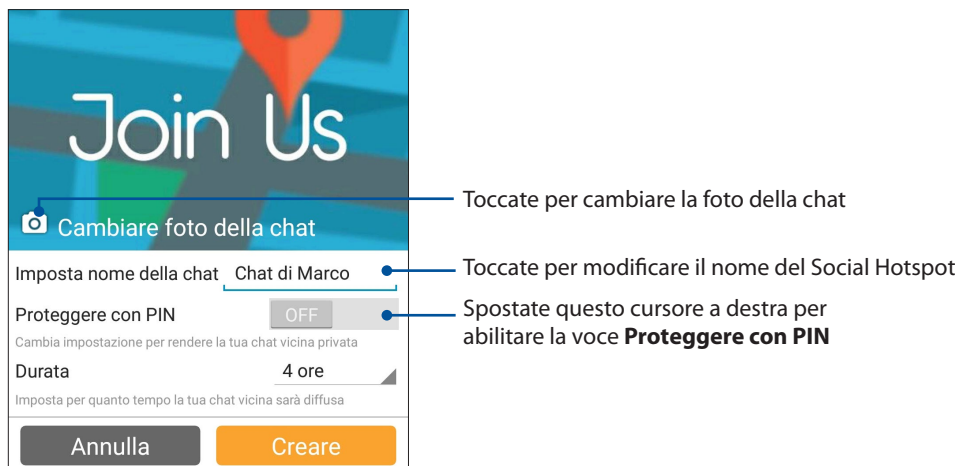 Join Us
Cambiare foto della chat
Toccate per cambiare la foto della chat
Imposta nome della chat Chat di Marco
Toccate per modificare il nome del Social Hotspot
Proteggere con PIN OFF
Spostate questo cursore a destra per
abilitare la voce Proteggere con PIN
Cambia impostazione per rendere la tua chat vicina privata
Durata 4 ore
Imposta per quanto tempo la tua chat vicina sarà diffusa
Annulla Creare